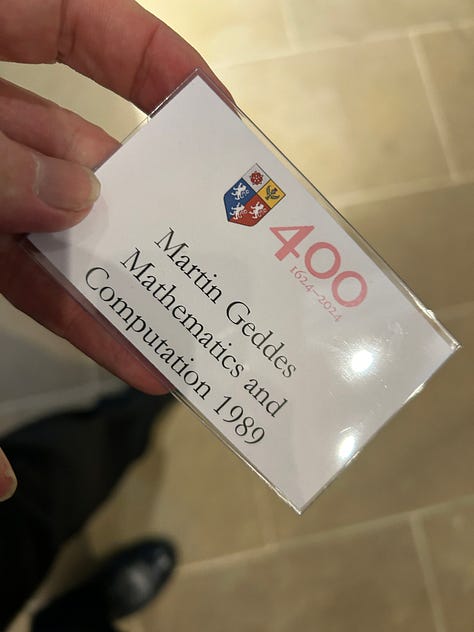 400
1624–2024
Martin Geddes
Mathematics and
Computation 1989